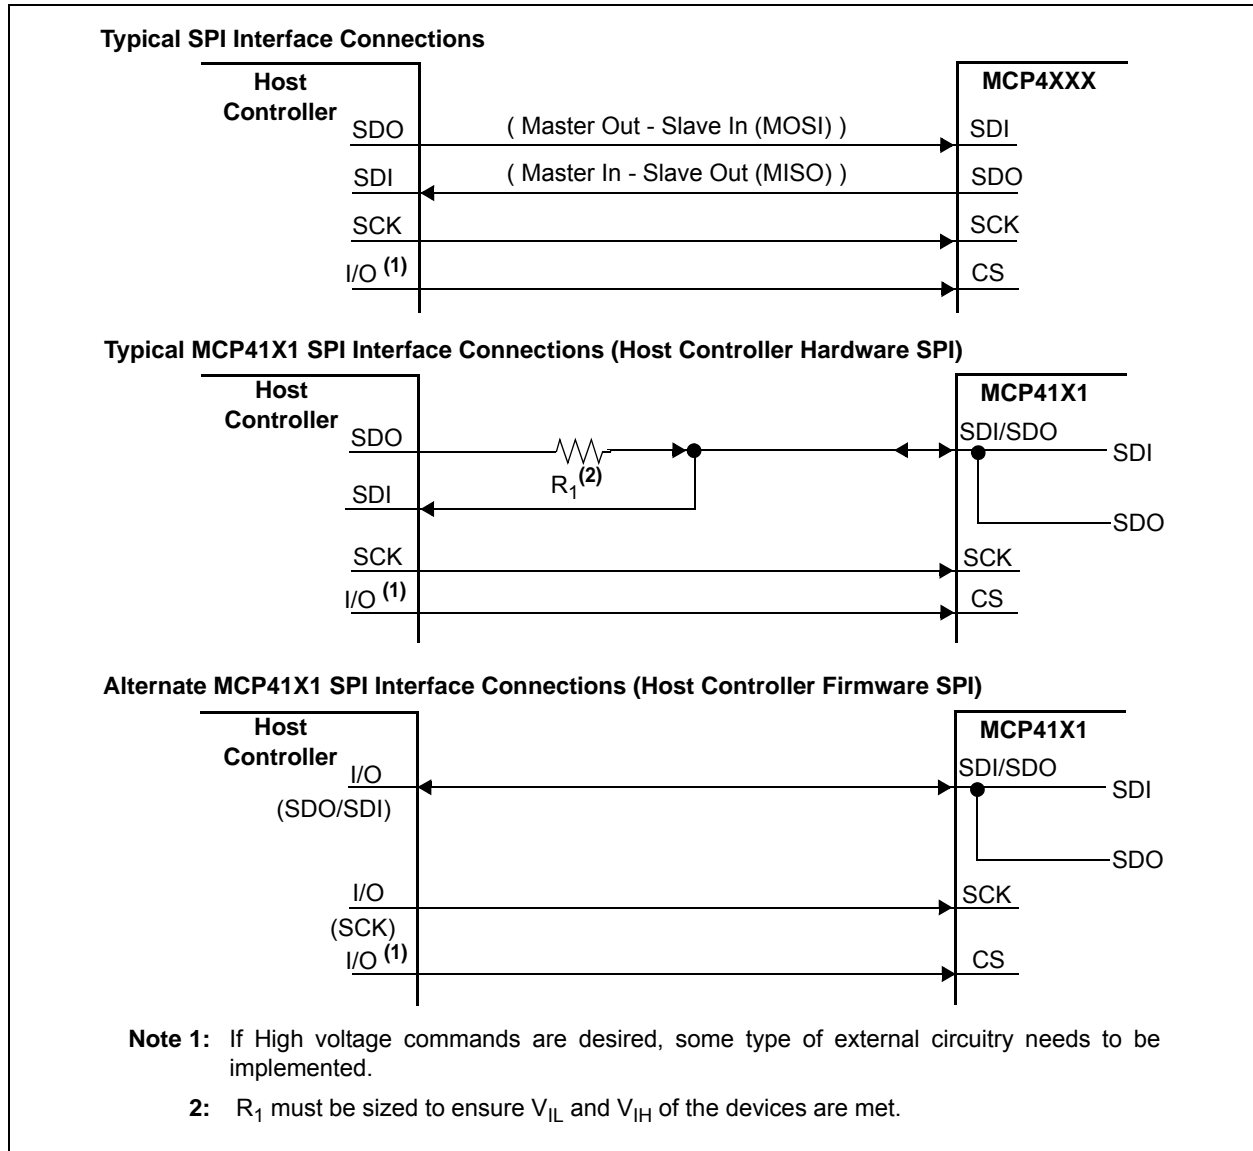 Typical SPI Interface Connections
Host
Controller
MCP4XXX
SDO
( Master Out - Slave In (MOSI) )
SDI
SDI
( Master In - Slave Out (MISO) )
SDO
SCK
SCK
I/O (1)
CS
Typical MCP41X1 SPI Interface Connections (Host Controller Hardware SPI)
Host
Controller
MCP41X1
SDO
SDI/SDO
SDI
R1(2)
SDI
SDO
SCK
SCK
I/O (1)
CS
Alternate MCP41X1 SPI Interface Connections (Host Controller Firmware SPI)
Host
Controller
MCP41X1
I/O
SDI/SDO
(SDO/SDI)
SDI
SDO
I/O
SCK
(SCK)
I/O (1)
CS
Note 1: If High voltage commands are desired, some type of external circuitry needs to be
implemented.
2: R1 must be sized to ensure VIL and VIH of the devices are met.